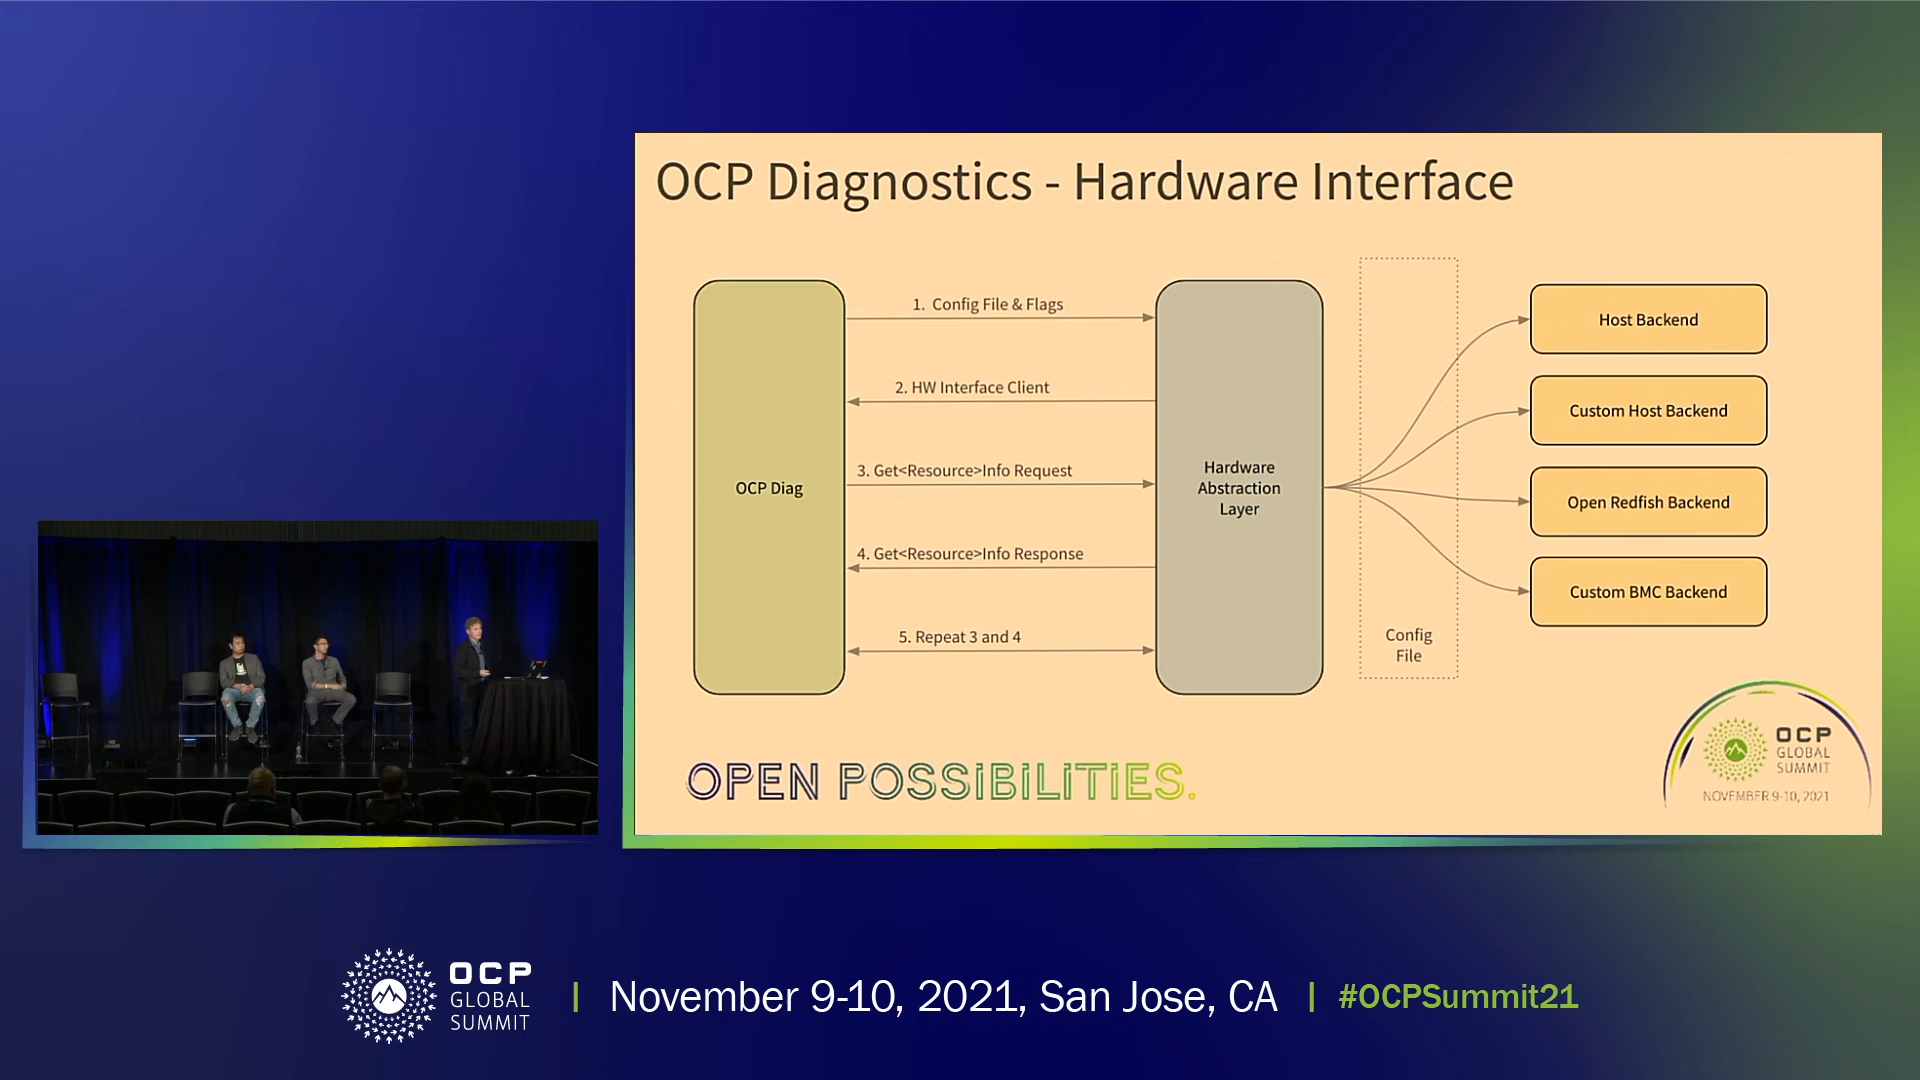 OCP Diagnostics - Hardware Interface
OCP Diag
1. Config File & Flags
2. HW Interface Client
3. Get<Resource>Info Request
4. Get<Resource>Info Response
5. Repeat 3 and 4
Hardware
Abstraction
Layer
Config
File
Host Backend
Custom Host Backend
Open Redfish Backend
Custom BMC Backend
OPEN POSSIBILITIES.
OCP
GLOBAL
SUMMIT
NOVEMBER 9-10, 2021
OCP
GLOBAL
SUMMIT
November 9-10, 2021, San Jose, CA
#OCPSummit21